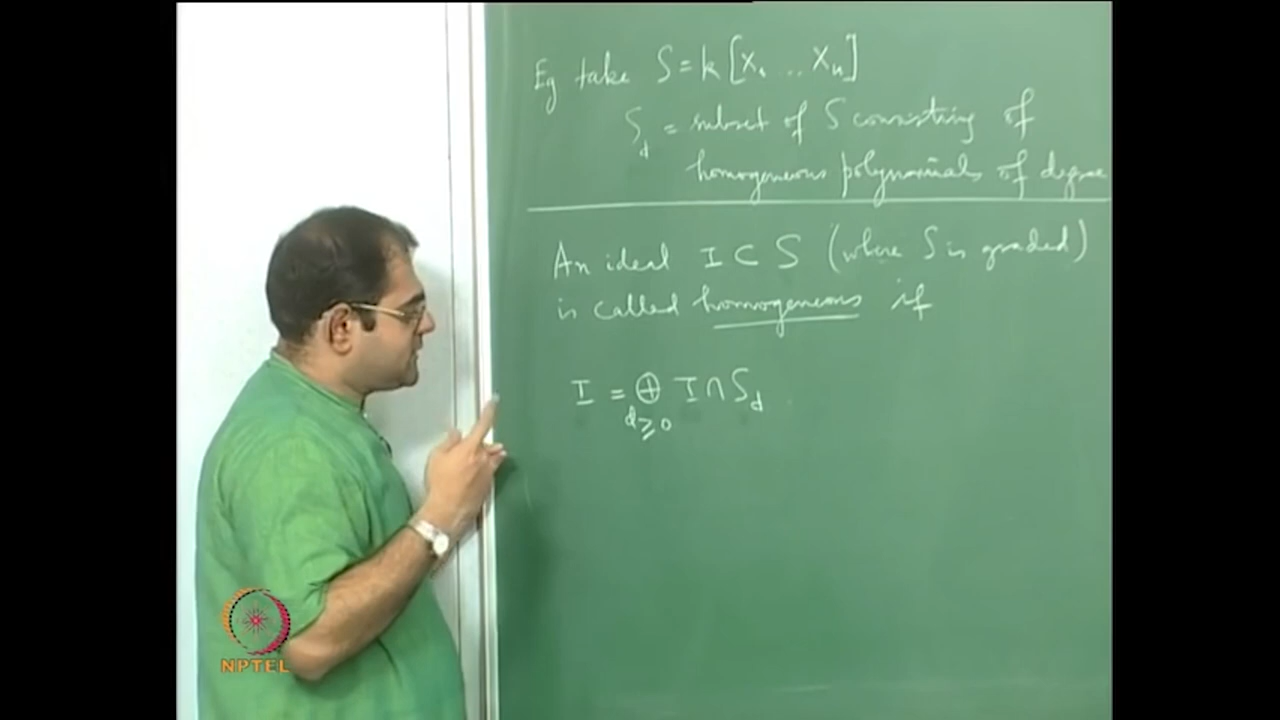 Eg take S = k[X₁ ... Xₙ]
S_d = subset of S consisting of
homogeneous polynomials of degree
An ideal I ⊂ S (where S is graded)
is called homogeneous if
I = ⊕ I ∩ S_d
d ≥ 0
NPTEL